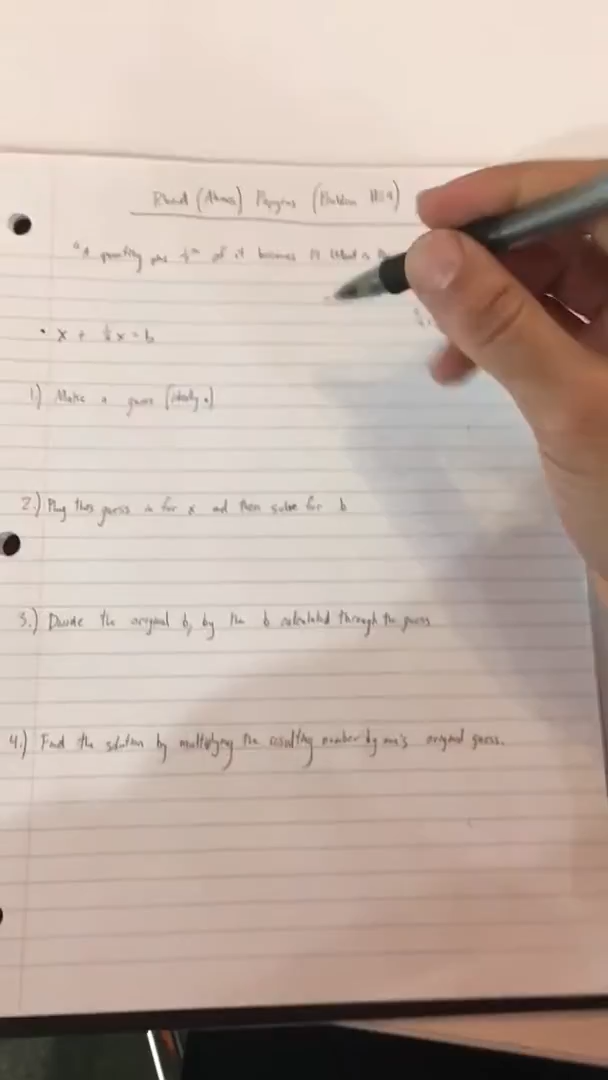 Rhind (Ahmes) Papyrus (Problem
"A quantity plus of it becomes What is
• x + x = b
1.) Make a guess (ideally
2.) Plug this guess in for x and then solve for b
3.) Divide the original b, by the b calculated through the guess
4.) Find the solution by multiplying the resulting number by one's original guess.